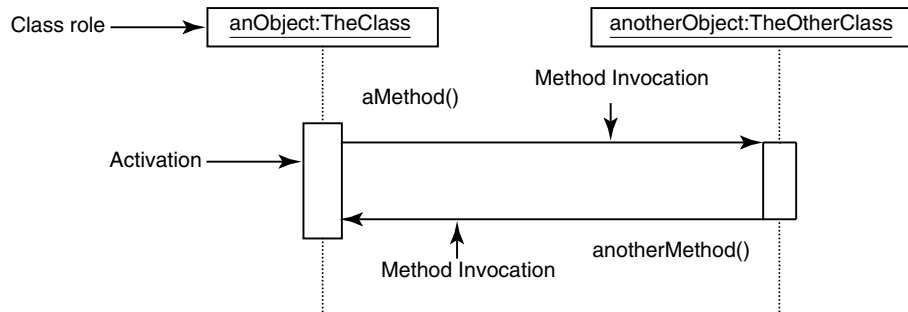 Class role
anObject:TheClass
anotherObject:TheOtherClass
Method Invocation
aMethod()
Activation
anotherMethod()
Method Invocation